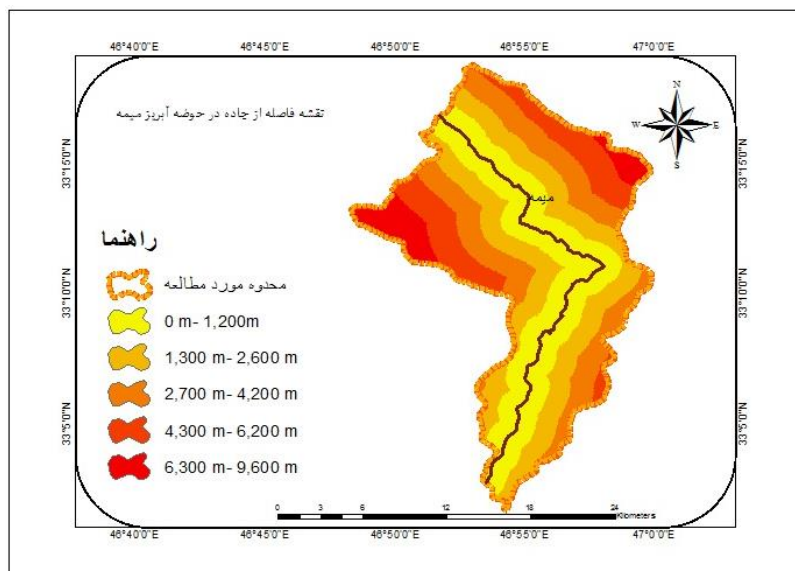 46°40'0"E 46°45'0"E 46°50'0"E 46°55'0"E 47°0'0"E
نقشه فاصله از جاده در حوضه آبریز میمه
N
W E
S
33°15'0"N 33°15'0"N
میمه
راهنما
محدوه مورد مطالعه
33°10'0"N 33°10'0"N
0 m- 1,200m
1,300 m- 2,600 m
2,700 m- 4,200 m
4,300 m- 6,200 m
6,300 m- 9,600 m
33°5'0"N 33°5'0"N
0 3 6 12 18 24
Kilometers
46°40'0"E 46°45'0"E 46°50'0"E 46°55'0"E 47°0'0"E